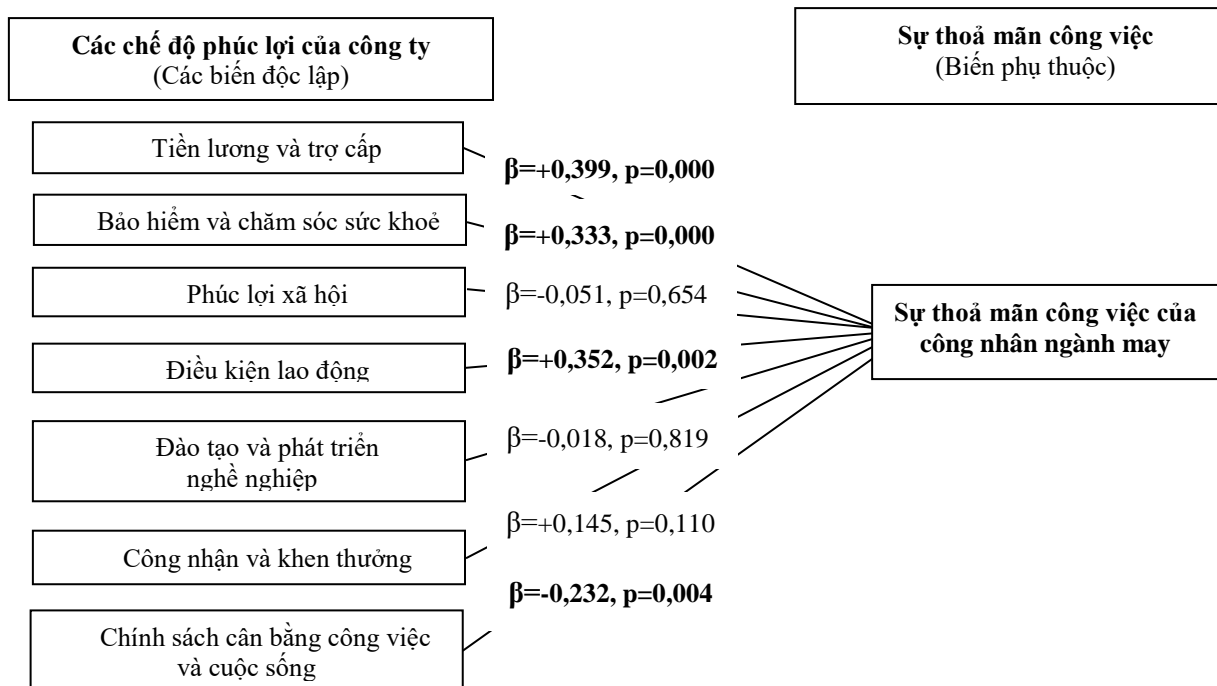 Các chế độ phúc lợi của công ty
(Các biến độc lập)
Sự thoả mãn công việc
(Biến phụ thuộc)
Tiền lương và trợ cấp
β=+0,399, p=0,000
Bảo hiểm và chăm sóc sức khoẻ
β=+0,333, p=0,000
Phúc lợi xã hội
β=-0,051, p=0,654
Sự thoả mãn công việc của
công nhân ngành may
Điều kiện lao động
β=+0,352, p=0,002
Đào tạo và phát triển
nghề nghiệp
β=-0,018, p=0,819
Công nhận và khen thưởng
β=+0,145, p=0,110
Chính sách cân bằng công việc
và cuộc sống
β=-0,232, p=0,004